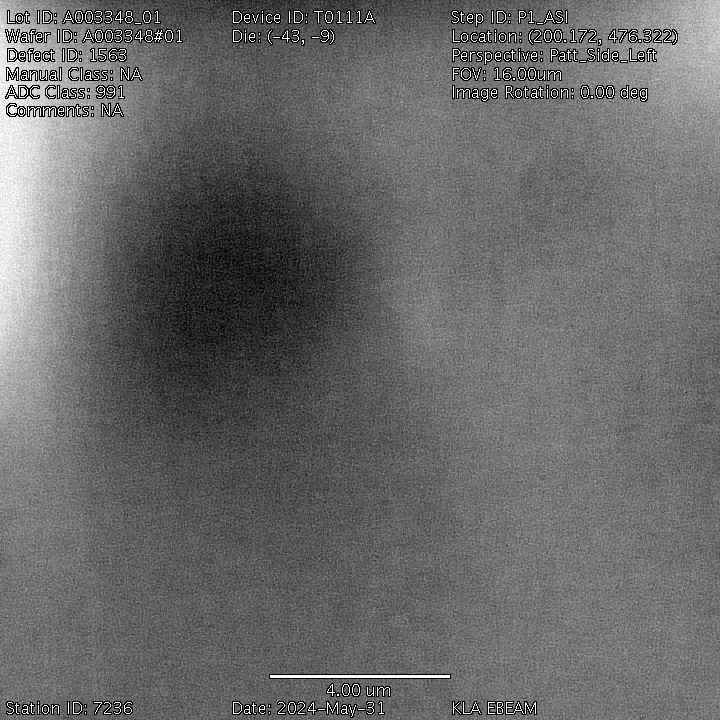 Lot ID: A003348_01
Device ID: T0111A
Step ID: P1_ASI
Wafer ID: A003348#01
Die: (-43, -9)
Location: (200.172, 476.322)
Defect ID: 1563
Perspective: Patt_Side_Left
Manual Class: NA
FOV: 16.00um
ADC Class: 991
Image Rotation: 0.00 deg
Comments: NA
4.00 um
Station ID: 7236
Date: 2024-May-31
KLA EBEAM